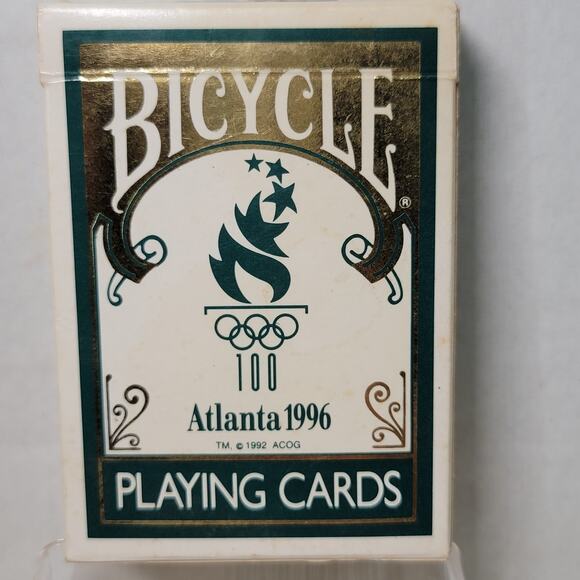 BICYCLE®
100
Atlanta 1996
TM, © 1992 ACOG
PLAYING CARDS